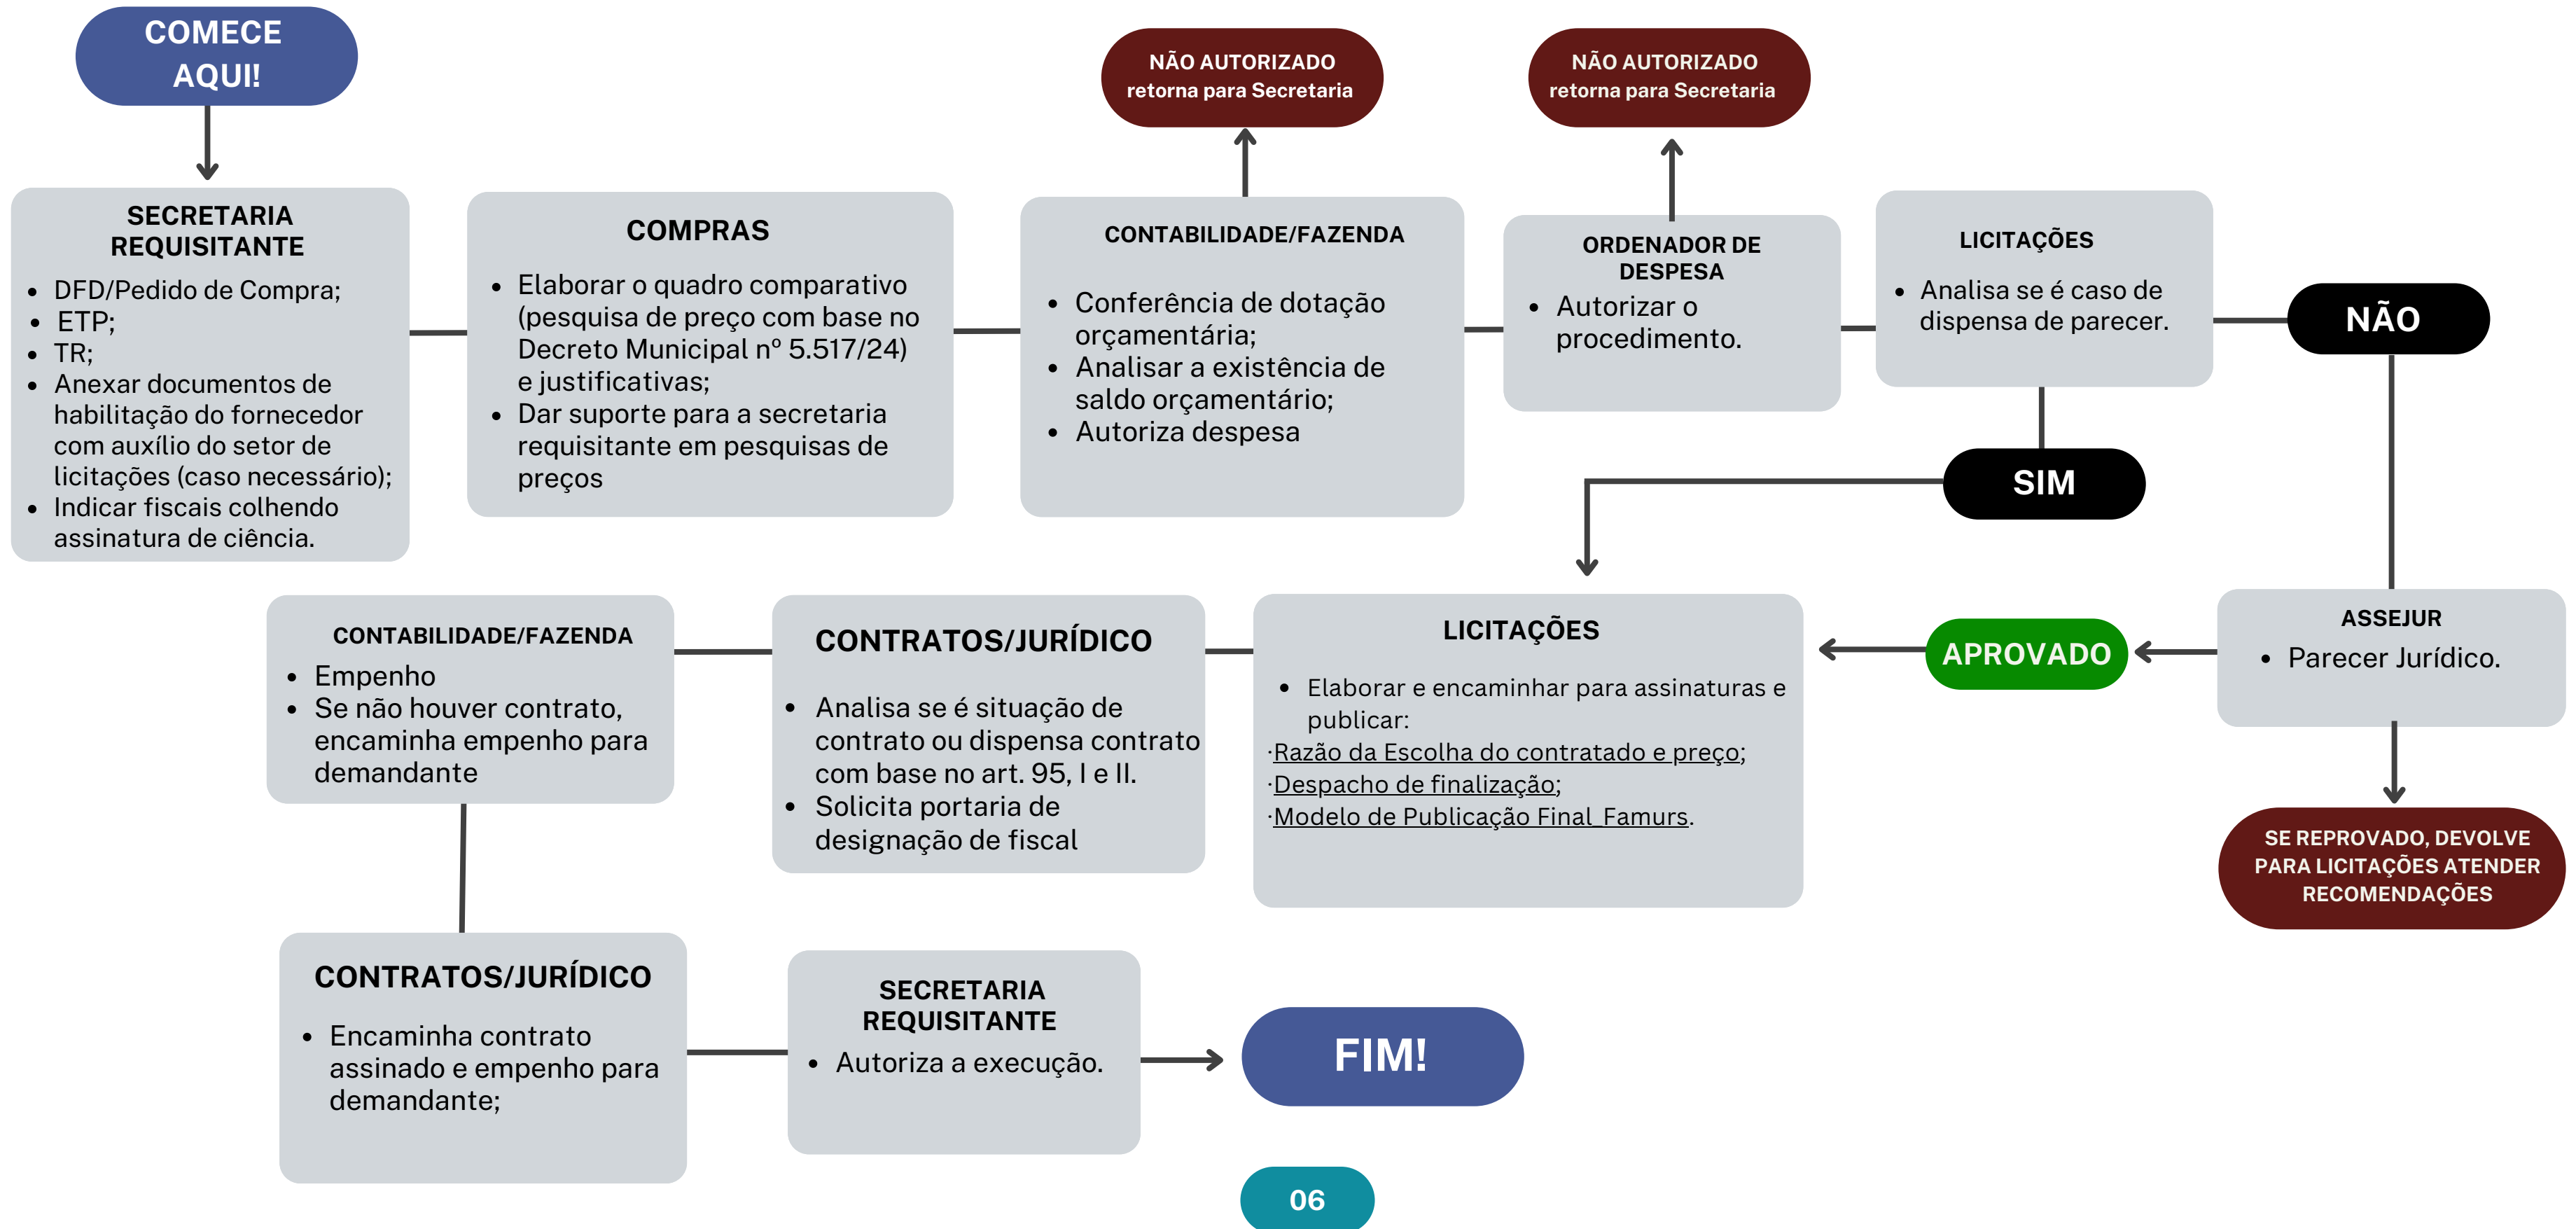 COMECE
AQUI!
NÃO AUTORIZADO
retorna para Secretaria
NÃO AUTORIZADO
retorna para Secretaria
SECRETARIA
REQUISITANTE
• DFD/Pedido de Compra;
• ETP;
• TR;
• Anexar documentos de
habilitação do fornecedor
com auxílio do setor de
licitações (caso necessário);
• Indicar fiscais colhendo
assinatura de ciência.
COMPRAS
• Elaborar o quadro comparativo
(pesquisa de preço com base no
Decreto Municipal nº 5.517/24)
e justificativas;
• Dar suporte para a secretaria
requisitante em pesquisas de
preços
CONTABILIDADE/FAZENDA
• Conferência de dotação
orçamentária;
• Analisar a existência de
saldo orçamentário;
• Autoriza despesa
ORDENADOR DE
DESPESA
• Autorizar o
procedimento.
LICITAÇÕES
• Analisa se é caso de
dispensa de parecer.
NÃO
SIM
ASSEJUR
• Parecer Jurídico.
APROVADO
SE REPROVADO, DEVOLVE
PARA LICITAÇÕES ATENDER
RECOMENDAÇÕES
LICITAÇÕES
• Elaborar e encaminhar para assinaturas e
publicar:
·Razão da Escolha do contratado e preço;
·Despacho de finalização;
·Modelo de Publicação Final_Famurs.
CONTRATOS/JURÍDICO
• Analisa se é situação de
contrato ou dispensa contrato
com base no art. 95, I e II.
• Solicita portaria de
designação de fiscal
CONTABILIDADE/FAZENDA
• Empenho
• Se não houver contrato,
encaminha empenho para
demandante
CONTRATOS/JURÍDICO
• Encaminha contrato
assinado e empenho para
demandante;
SECRETARIA
REQUISITANTE
• Autoriza a execução.
FIM!
06